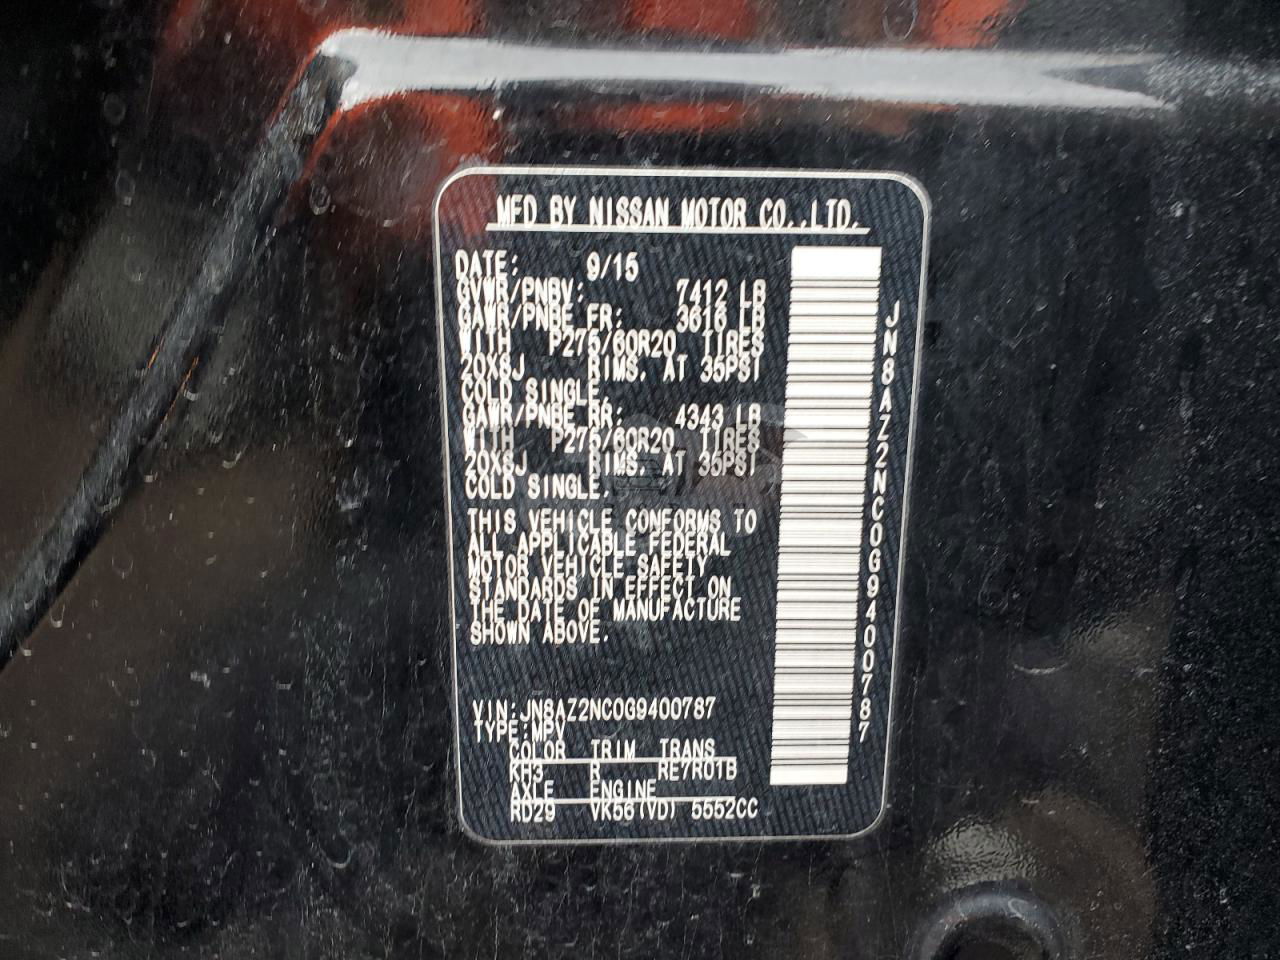 MFD BY NISSAN MOTOR CO.,LTD.
DATE: 9/15
GVWR/PNBV: 7412 LB
GAWR/PNBE FR: 3616 LB
WITH P275/60R20 TIRES
20X8J RIMS, AT 35PSI
COLD SINGLE.
GAWR/PNBE RR: 4343 LB
WITH P275/60R20 TIRES
20X8J RIMS, AT 35PSI
COLD SINGLE.
THIS VEHICLE CONFORMS TO
ALL APPLICABLE FEDERAL
MOTOR VEHICLE SAFETY
STANDARDS IN EFFECT ON
THE DATE OF MANUFACTURE
SHOWN ABOVE.
VIN:JN8AZ2NC0G9400787
TYPE:MPV
COLOR TRIM TRANS
KH3 R RE7R01B
AXLE ENGINE
RD29 VK56(VD) 5552CC
JN8AZ2NC0G9400787